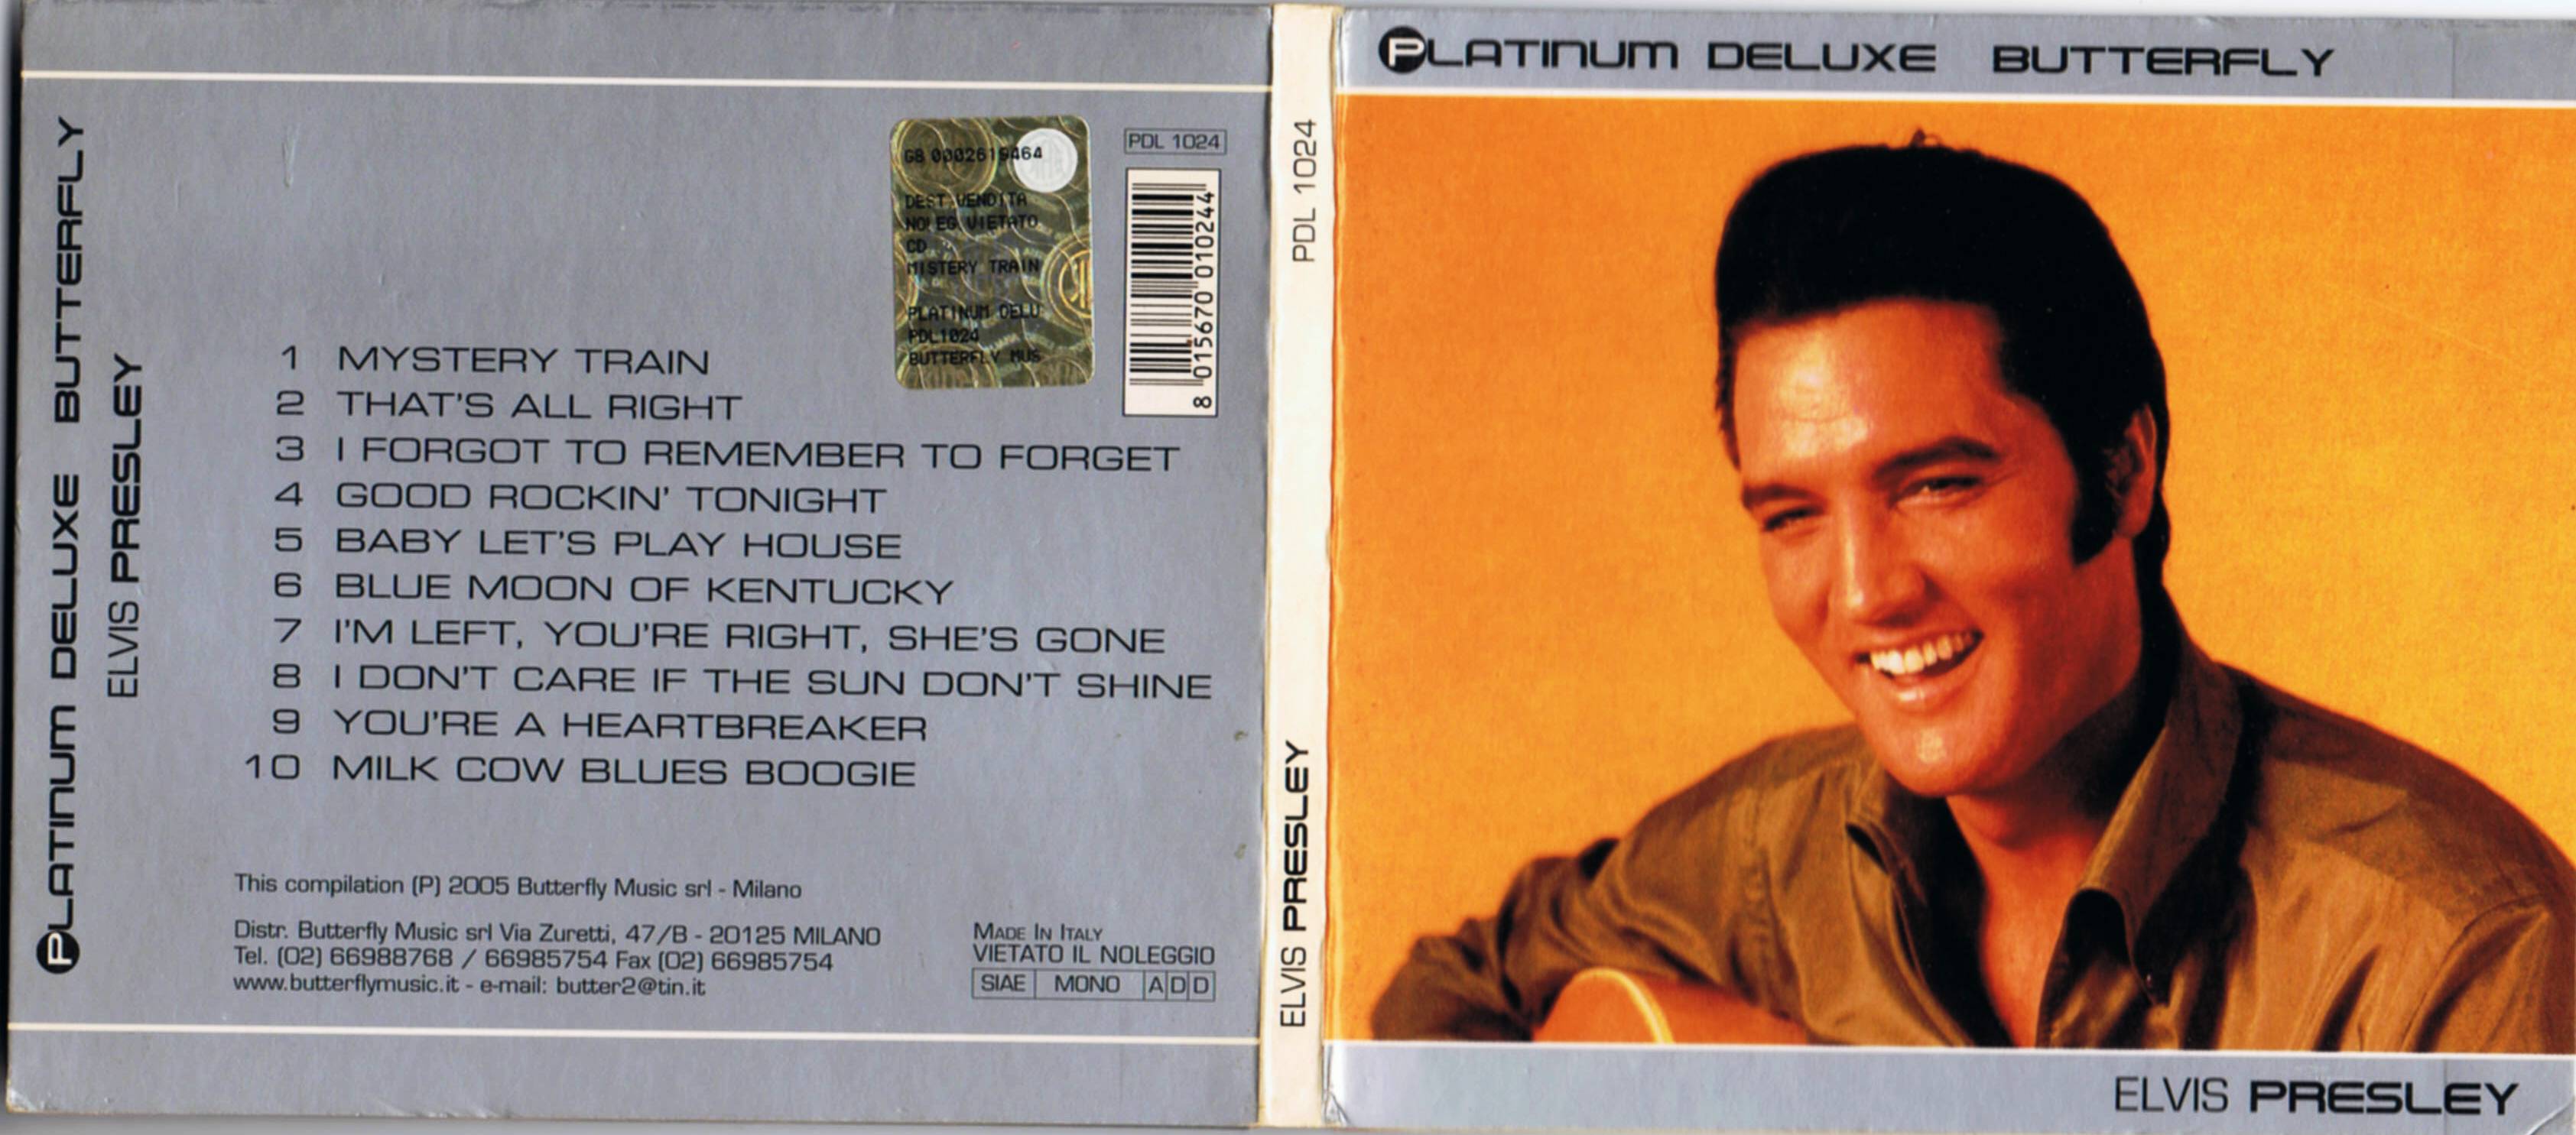 PLATINUM DELUXE BUTTERFLY
ELVIS PRESLEY
GB 0002619464
DEST.VENDITA
NOLEG.VIETATO
CD
MISTERY TRAIN
PLATINUM DELU
PDL1024
BUTTERFLY MUS
PDL 1024
8 015670 010244
1 MYSTERY TRAIN
2 THAT'S ALL RIGHT
3 I FORGOT TO REMEMBER TO FORGET
4 GOOD ROCKIN' TONIGHT
5 BABY LET'S PLAY HOUSE
6 BLUE MOON OF KENTUCKY
7 I'M LEFT, YOU'RE RIGHT, SHE'S GONE
8 I DON'T CARE IF THE SUN DON'T SHINE
9 YOU'RE A HEARTBREAKER
10 MILK COW BLUES BOOGIE
This compilation (P) 2005 Butterfly Music srl - Milano
Distr. Butterfly Music srl Via Zuretti, 47/B - 20125 MILANO
Tel. (02) 66988768 / 66985754 Fax (02) 66985754
www.butterflymusic.it - e-mail: butter2@tin.it
MADE IN ITALY
VIETATO IL NOLEGGIO
SIAE MONO ADD
PDL 1024
ELVIS PRESLEY
PLATINUM DELUXE BUTTERFLY
ELVIS PRESLEY